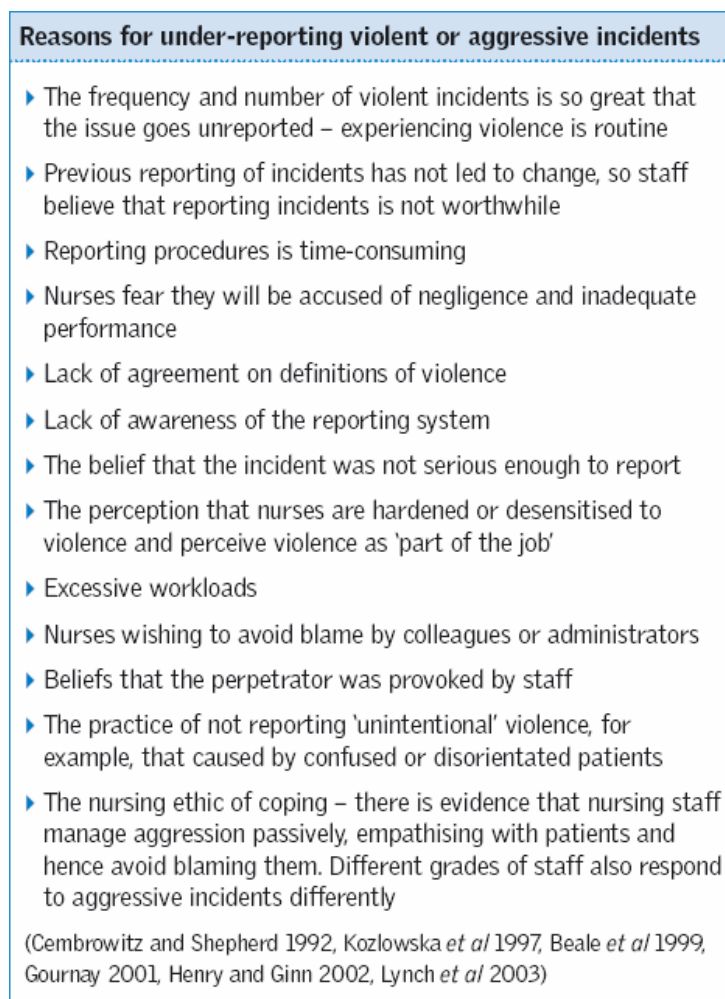 Reasons for under-reporting violent or aggressive incidents
The frequency and number of violent incidents is so great that
the issue goes unreported – experiencing violence is routine
Previous reporting of incidents has not led to change, so staff
believe that reporting incidents is not worthwhile
Reporting procedures is time-consuming
Nurses fear they will be accused of negligence and inadequate
performance
Lack of agreement on definitions of violence
Lack of awareness of the reporting system
The belief that the incident was not serious enough to report
The perception that nurses are hardened or desensitised to
violence and perceive violence as ‘part of the job’
Excessive workloads
Nurses wishing to avoid blame by colleagues or administrators
Beliefs that the perpetrator was provoked by staff
The practice of not reporting ‘unintentional’ violence, for
example, that caused by confused or disorientated patients
The nursing ethic of coping – there is evidence that nursing staff
manage aggression passively, empathising with patients and
hence avoid blaming them. Different grades of staff also respond
to aggressive incidents differently
(Cembrowitz and Shepherd 1992, Kozlowska et al 1997, Beale et al 1999,
Gournay 2001, Henry and Ginn 2002, Lynch et al 2003)